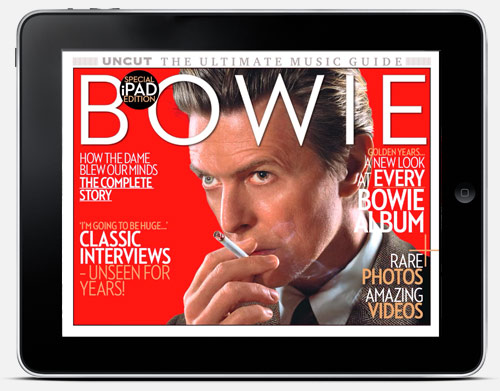 UNCUT THE ULTIMATE MUSIC GUIDE
BOWIE
SPECIAL
iPAD
EDITION
HOW THE DAME
BLEW OUR MINDS
THE COMPLETE
STORY
'I'M GOING TO BE HUGE...'
CLASSIC
INTERVIEWS
– UNSEEN FOR
YEARS!
GOLDEN YEARS...
A NEW LOOK
AT EVERY
BOWIE
ALBUM
RARE
PHOTOS
AMAZING
VIDEOS